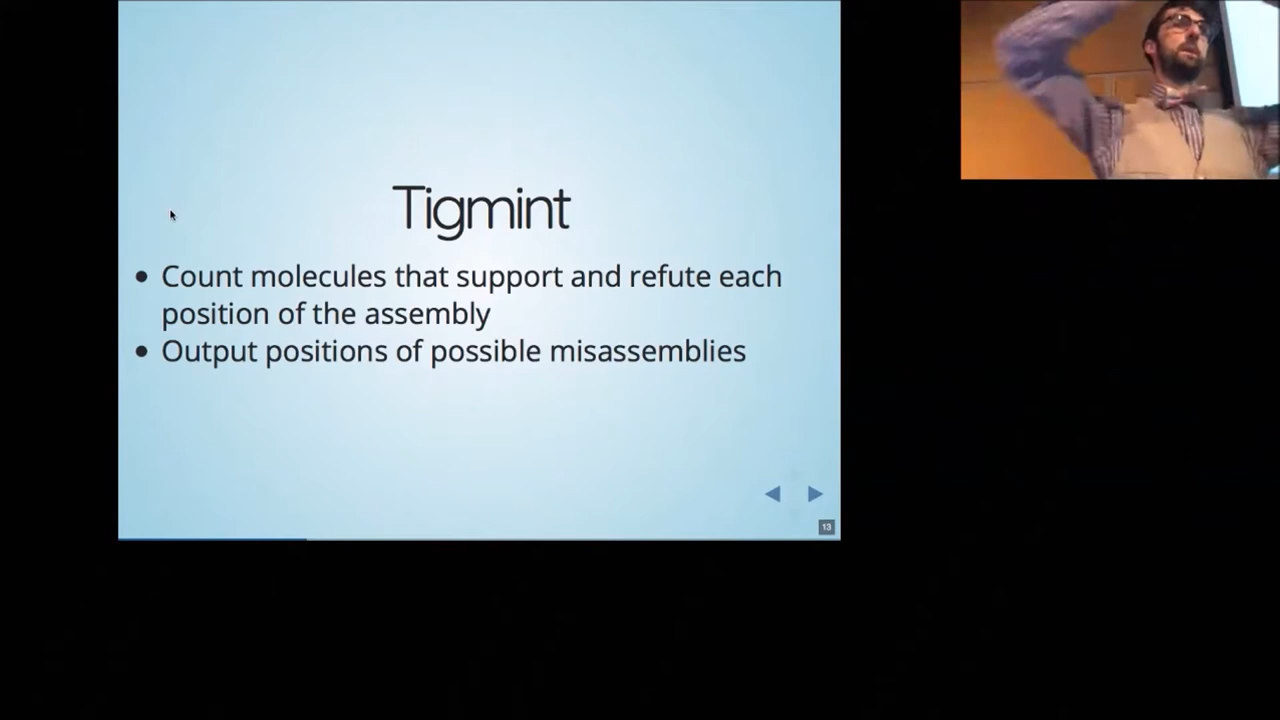 Tigmint
• Count molecules that support and refute each
position of the assembly
• Output positions of possible misassemblies
13